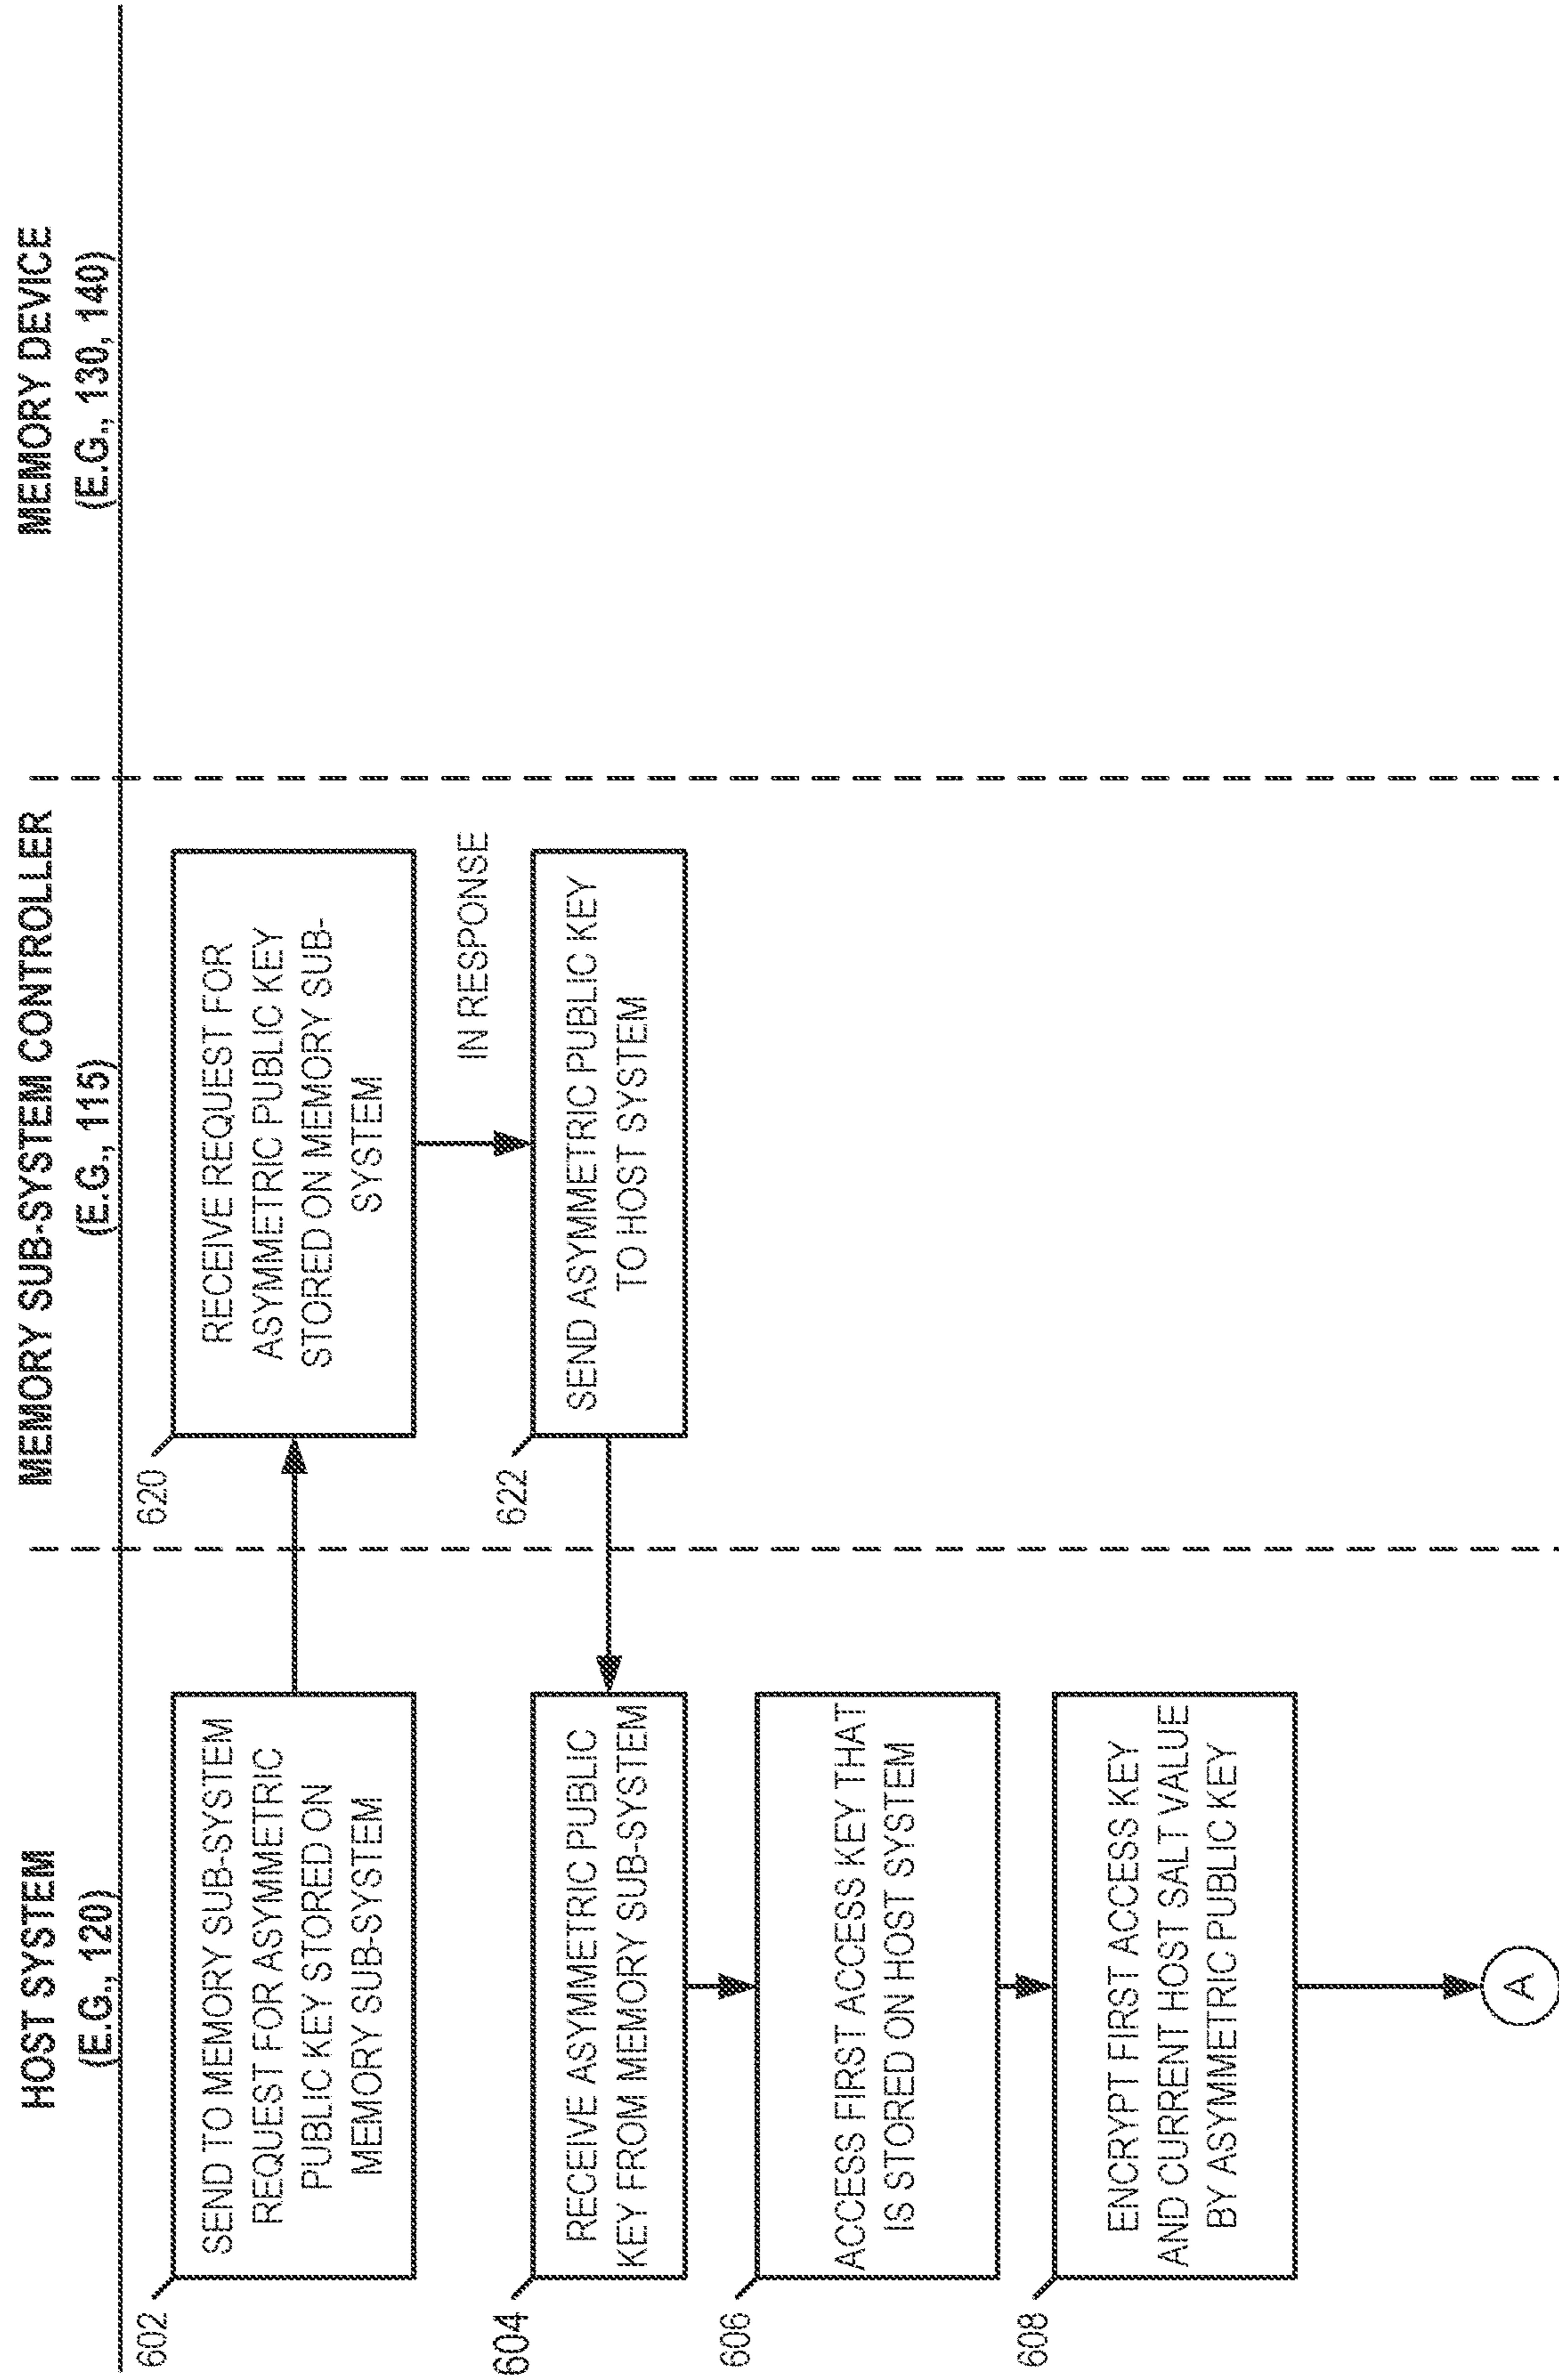 HOST SYSTEM
(E.G., 120)
MEMORY SUB-SYSTEM CONTROLLER
(E.G., 115)
MEMORY DEVICE
(E.G., 130, 140)
602
SEND TO MEMORY SUB-SYSTEM
REQUEST FOR ASYMMETRIC
PUBLIC KEY STORED ON
MEMORY SUB-SYSTEM
620
RECEIVE REQUEST FOR
ASYMMETRIC PUBLIC KEY
STORED ON MEMORY SUB-
SYSTEM
IN RESPONSE
622
SEND ASYMETRIC PUBLIC KEY
TO HOST SYSTEM
604
RECEIVE ASYMETRIC PUBLIC
KEY FROM MEMORY SUB-SYSTEM
606
ACCESS FIRST ACCESS KEY THAT
IS STORED ON HOST SYSTEM
608
ENCRYPT FIRST ACCESS KEY
AND CURRENT HOST SALT VALUE
BY ASYMETRIC PUBLIC KEY
A